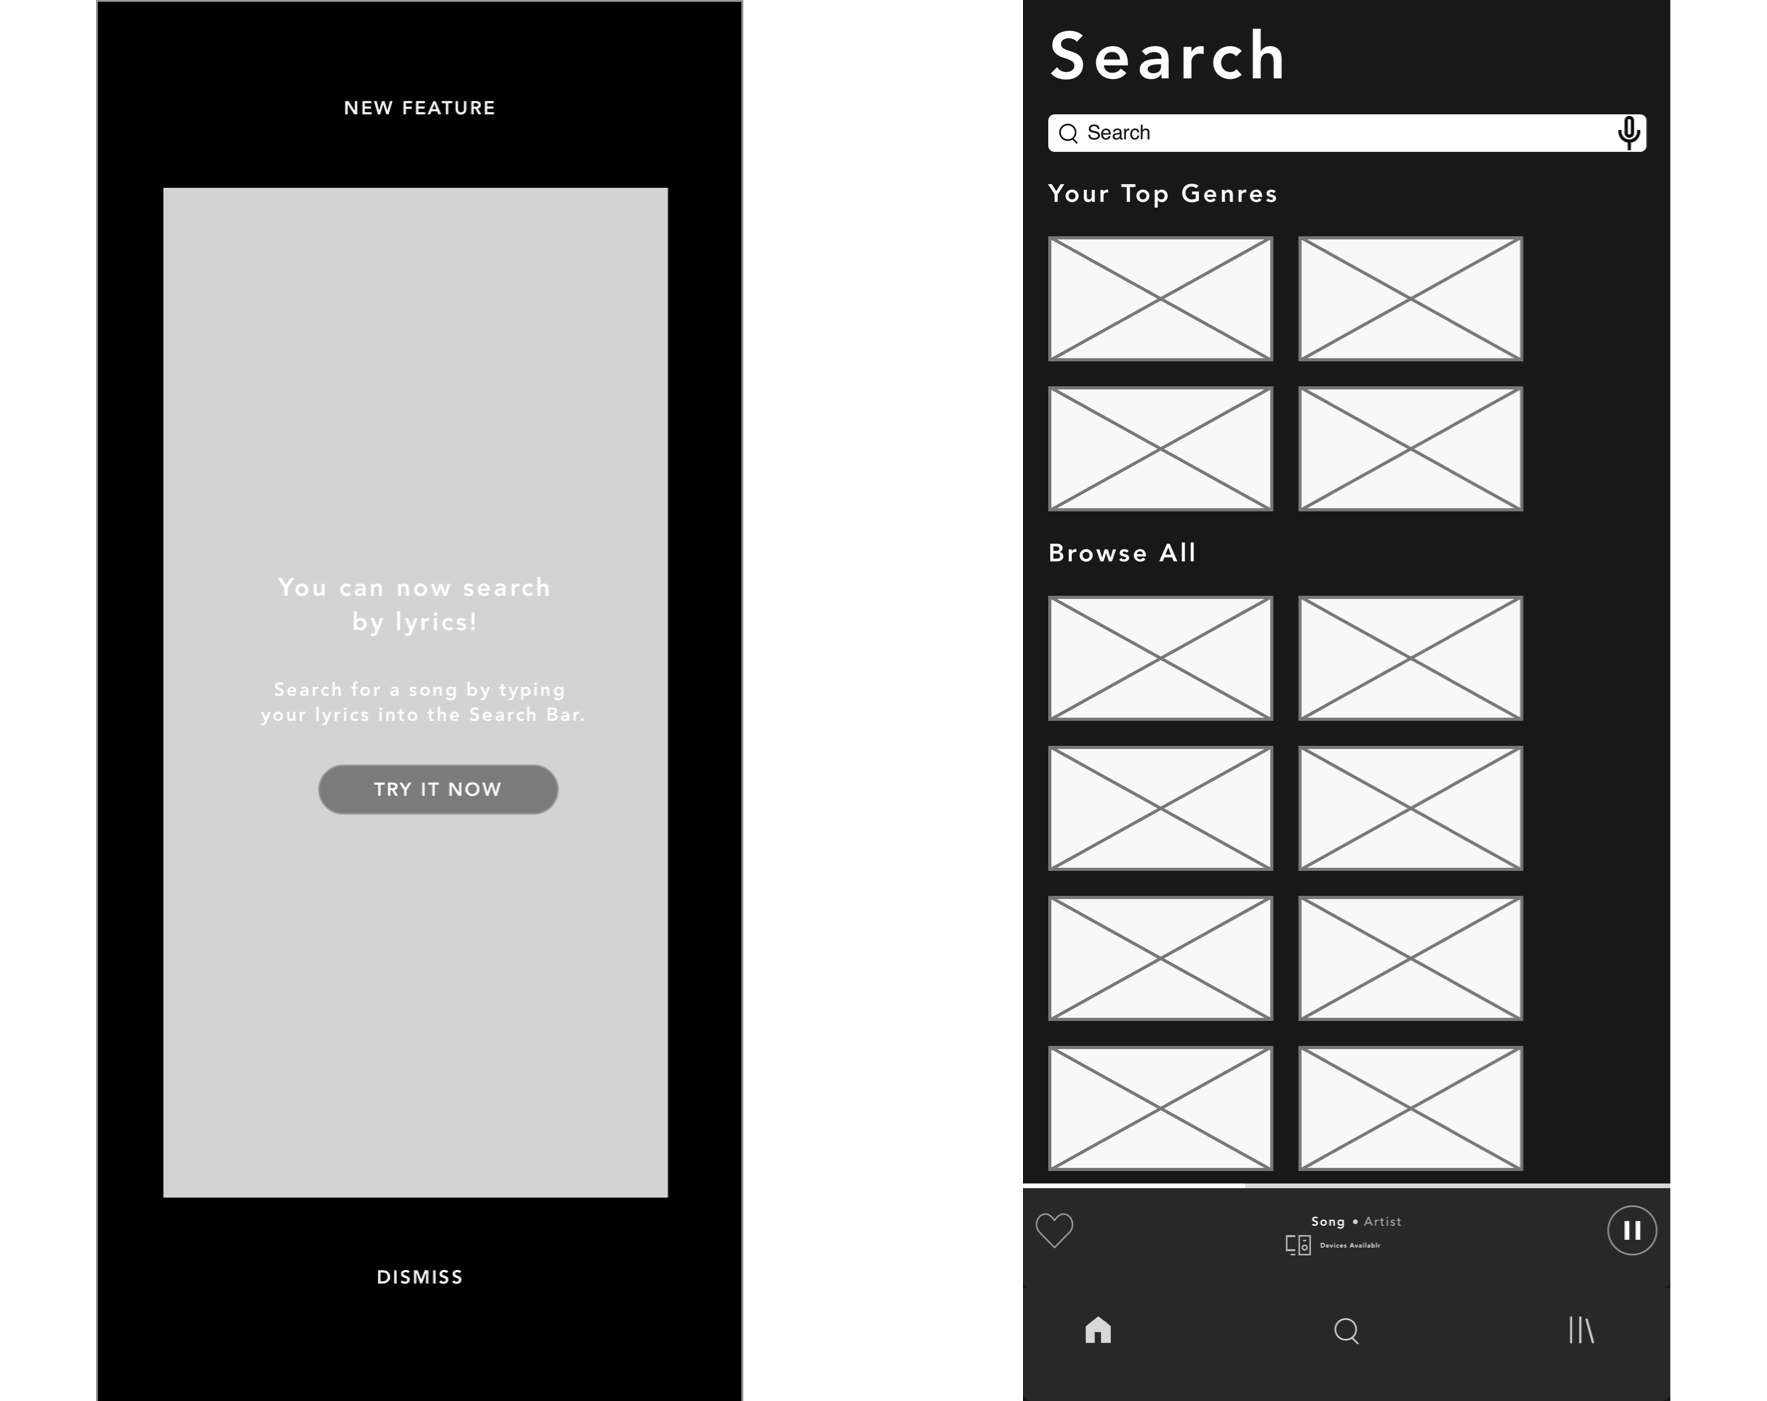 NEW FEATURE
You can now search
by lyrics!
Search for a song by typing
your lyrics into the Search Bar.
TRY IT NOW
DISMISS
Search
Search
Your Top Genres
Browse All
Song • Artist
Devices Availablr